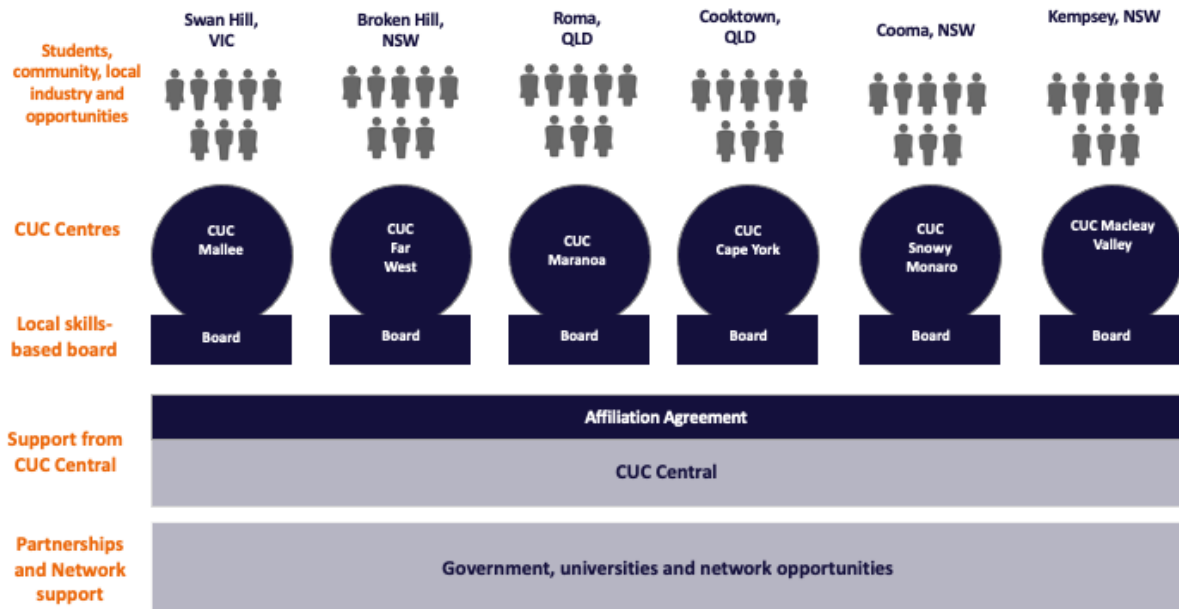 Swan Hill,
VIC
Broken Hill,
NSW
Roma,
QLD
Cooktown,
QLD
Cooma, NSW
Kempsey, NSW
Students,
community, local
industry and
opportunities
CUC Centres
CUC
Mallee
CUC
Far
West
CUC
Maranoa
CUC
Cape York
CUC
Snowy
Monaro
CUC Macleay
Valley
Local skills-
based board
Board
Board
Board
Board
Board
Board
Support from
CUC Central
Affiliation Agreement
CUC Central
Partnerships
and Network
support
Government, universities and network opportunities